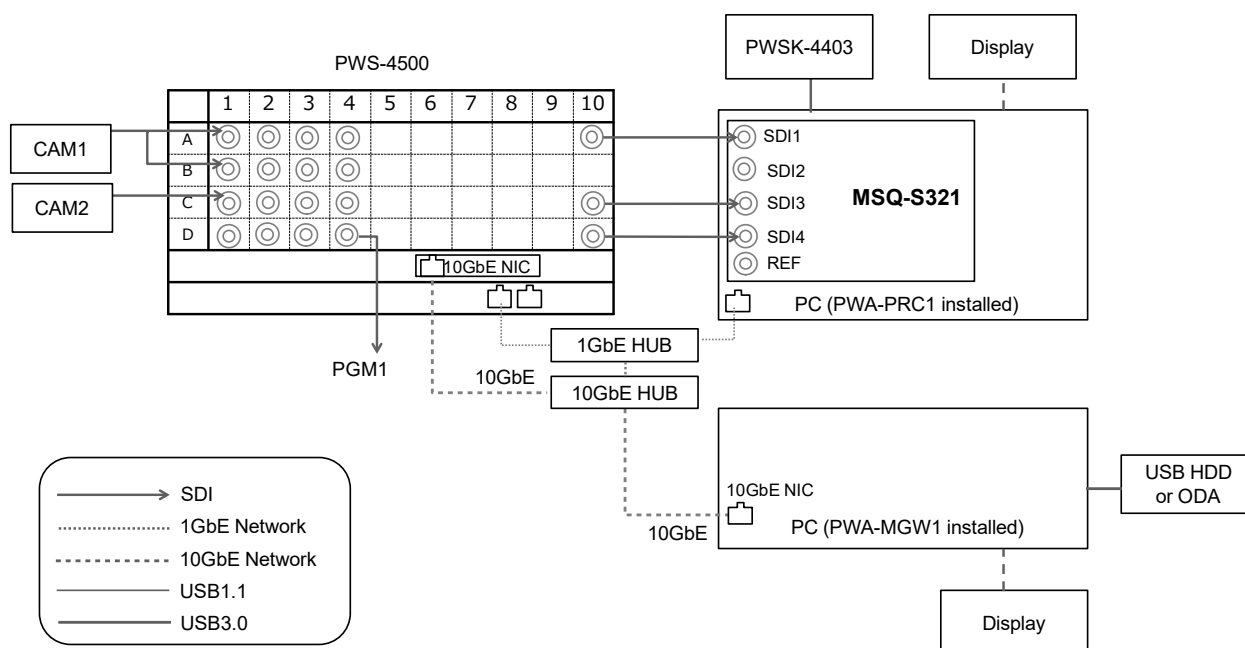 PWS-4500
PWSK-4403
Display
1 2 3 4 5 6 7 8 9 10
CAM1
CAM2
A
B
C
D
10GbE NIC
SDI1
SDI2
SDI3
SDI4
REF
MSQ-S321
PC (PWA-PRC1 installed)
PGM1
1GbE HUB
10GbE
10GbE HUB
SDI
1GbE Network
10GbE Network
USB1.1
USB3.0
10GbE NIC
10GbE
PC (PWA-MGW1 installed)
USB HDD
or ODA
Display